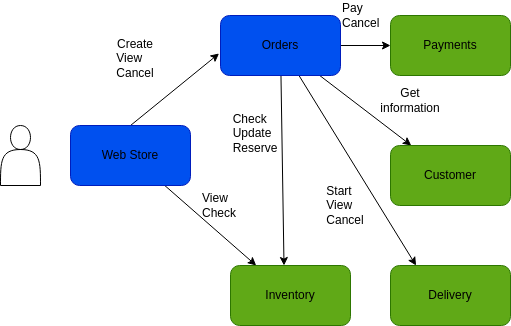 Pay
Cancel
Create
View
Cancel
Orders
Payments
Get
information
Check
Update
Reserve
Web Store
Customer
View
Check
Start
View
Cancel
Inventory
Delivery